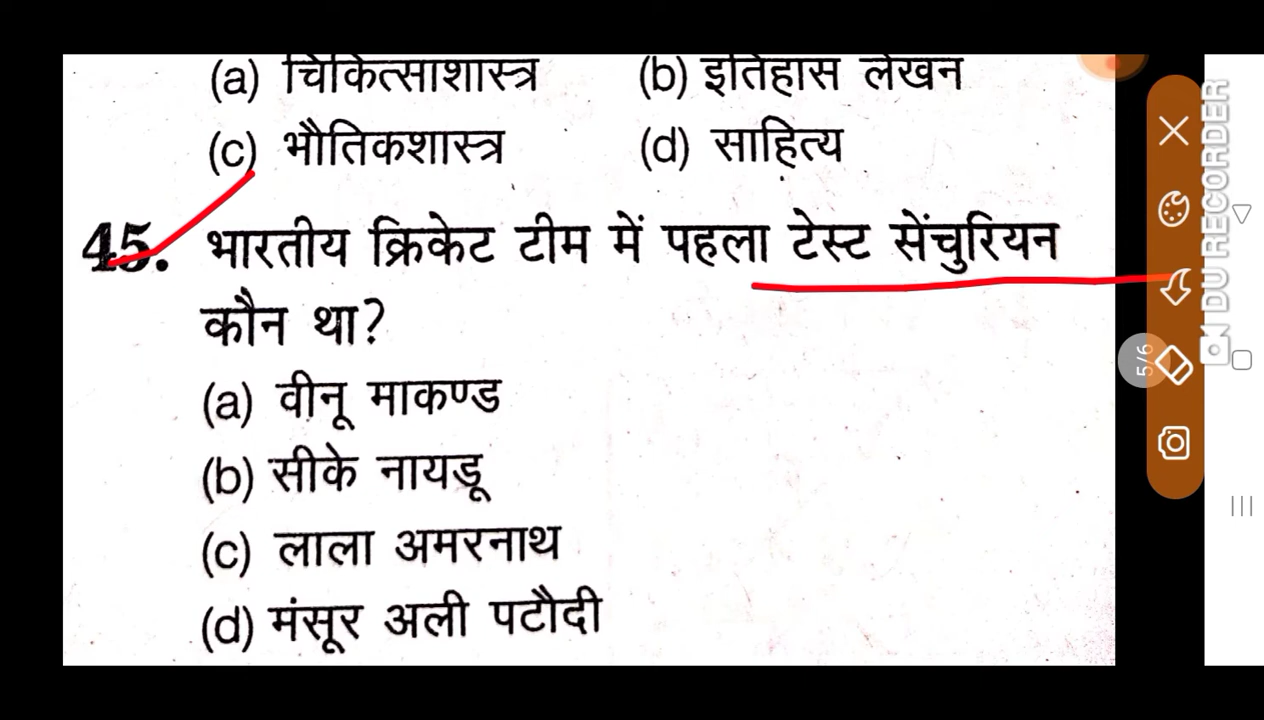 (a) चिकित्साशास्त्र (b) इतिहास लेखन
(c) भौतिकशास्त्र (d) साहित्य
45. भारतीय क्रिकेट टीम में पहला टेस्ट सेंचुरियन
कौन था?
(a) वीनू माकण्ड
(b) सीके नायडू
(c) लाला अमरनाथ
(d) मंसूर अली पटौदी
5/6
DU RECORDER